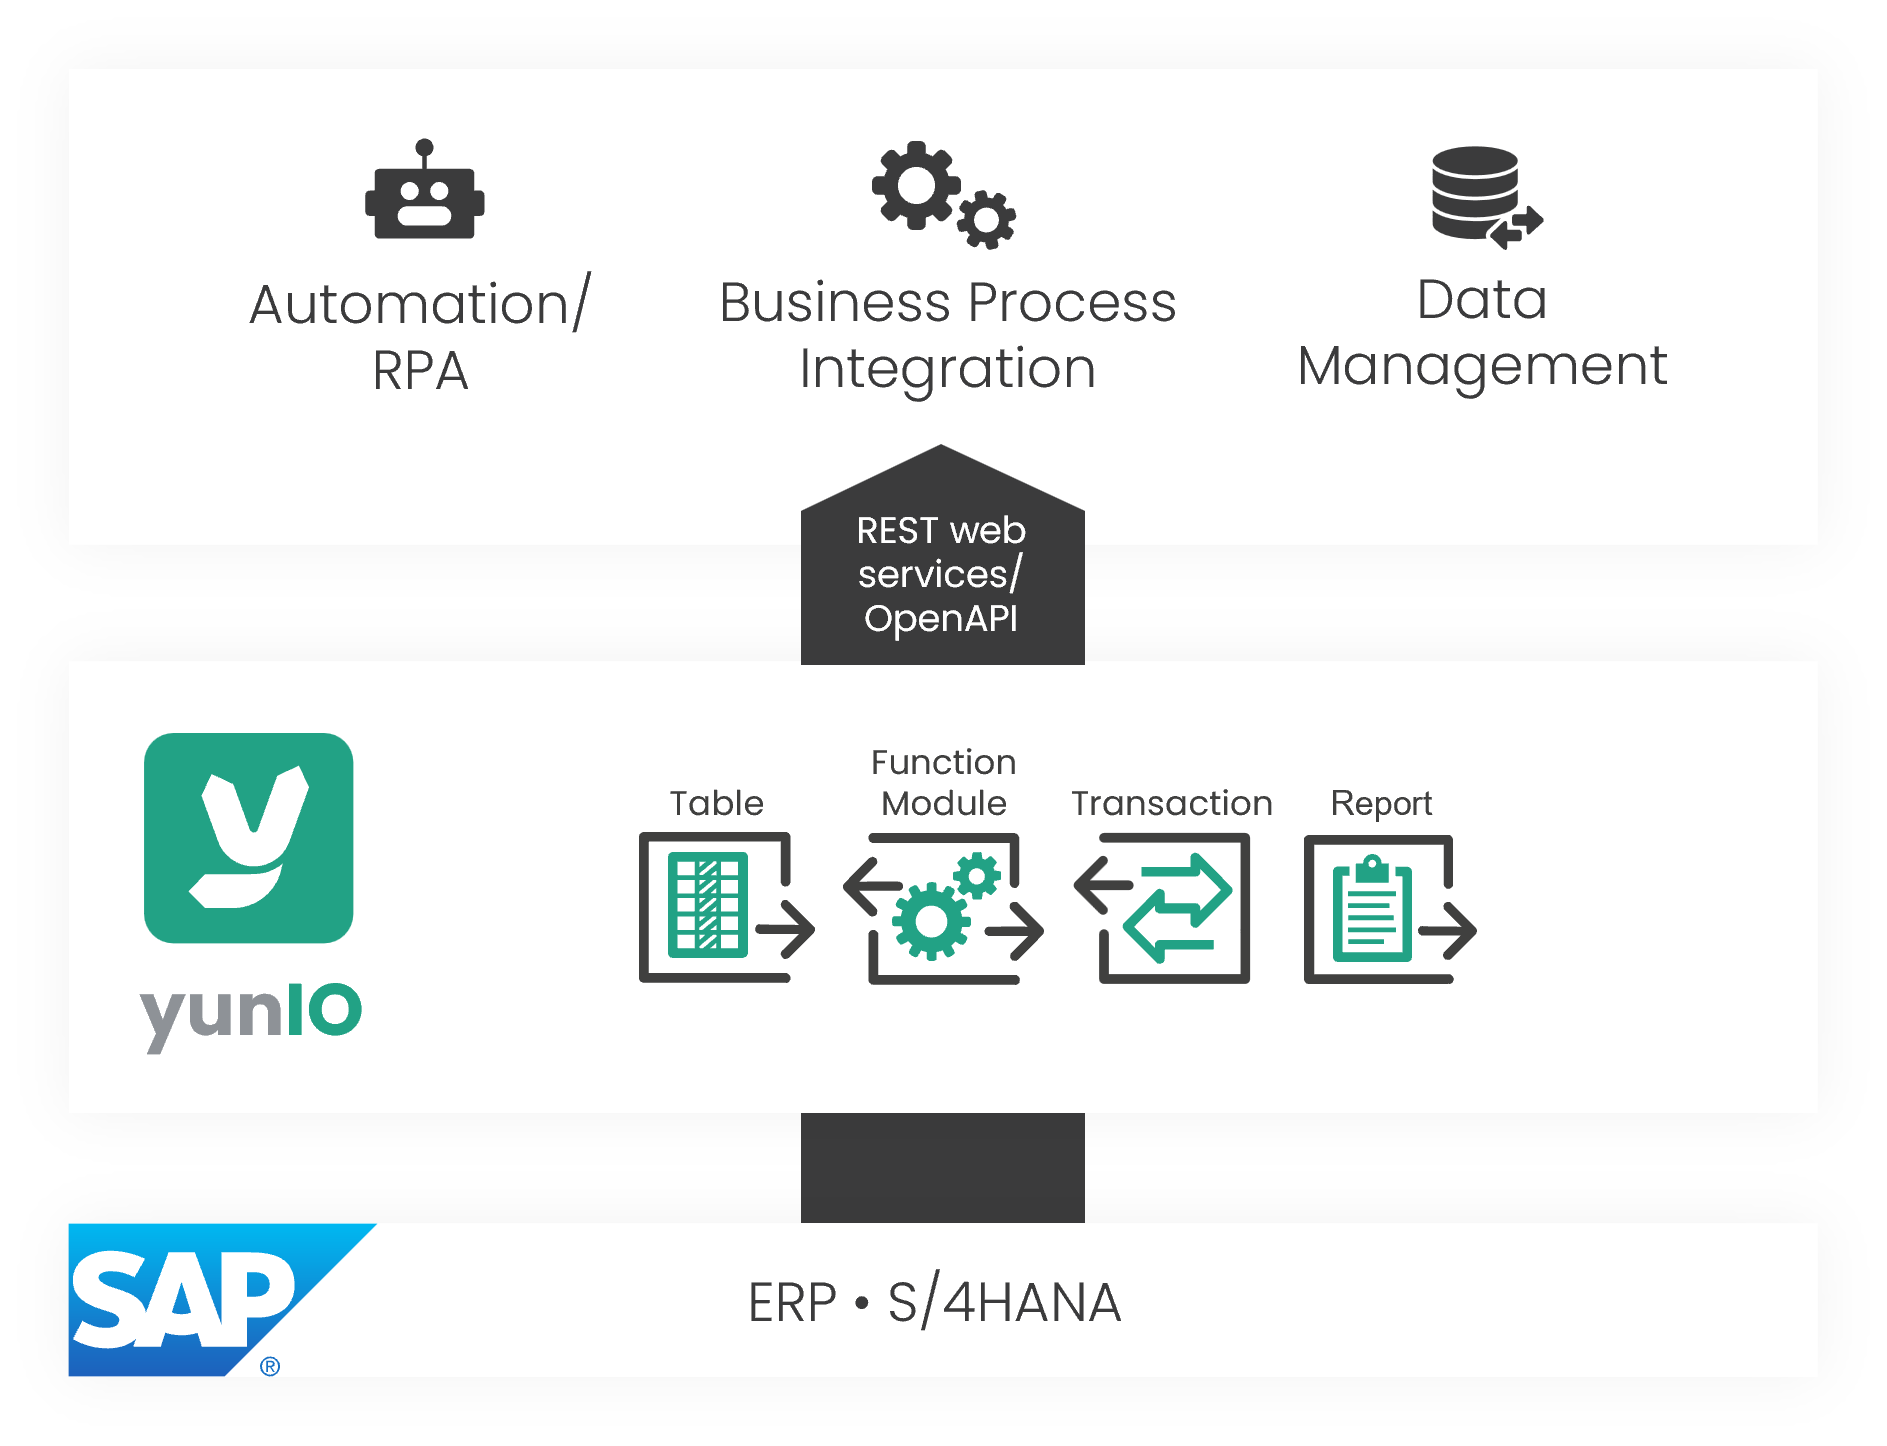 Automation/
RPA
Business Process
Integration
Data
Management
REST web
services/
OpenAPI
Table
Function
Module
Transaction
Report
y
yunIO
SAP
®
ERP • S/4HANA